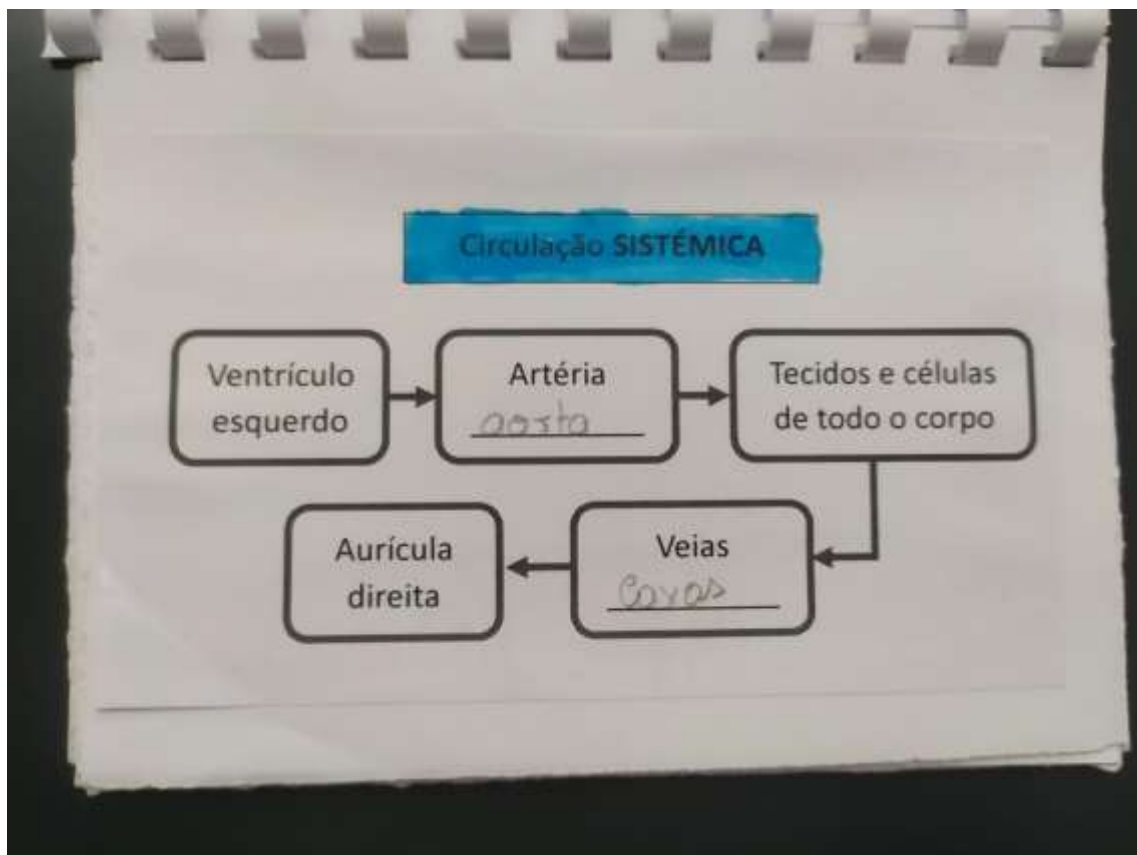 Circulação SISTÉMICA
Ventrículo
esquerdo
Artéria
aorta
Tecidos e células
de todo o corpo
Veias
Cavas
Aurícula
direita